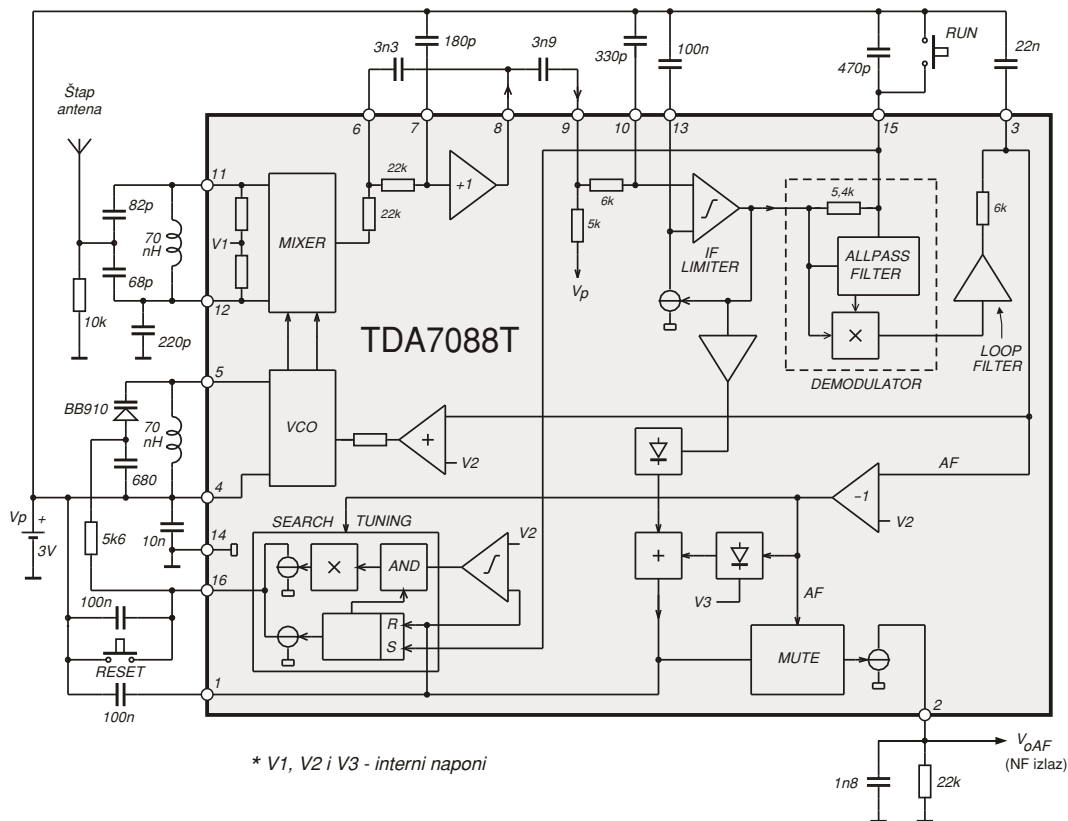 3n3
180p
3n9
330p
100n
470p
RUN
22n
Štap
antena
6
7
8
9
10
13
15
3
11
82p
70
nH
68p
12
10k
220p
V1
MIXER
22k
22k
+1
6k
5k
Vp
IF
LIMITER
5,4k
ALLPASS
FILTER
×
DEMODULATOR
6k
LOOP
FILTER
TDA7088T
5
BB910
70
nH
680
4
VCO
+
V2
AF
−1
V2
Vp
+
3V
5k6
10n
14
16
SEARCH TUNING
V2
×
AND
R
S
+
V3
AF
MUTE
100n
RESET
100n
1
2
VoAF
(NF izlaz)
1n8
22k
* V1, V2 i V3 - interni naponi